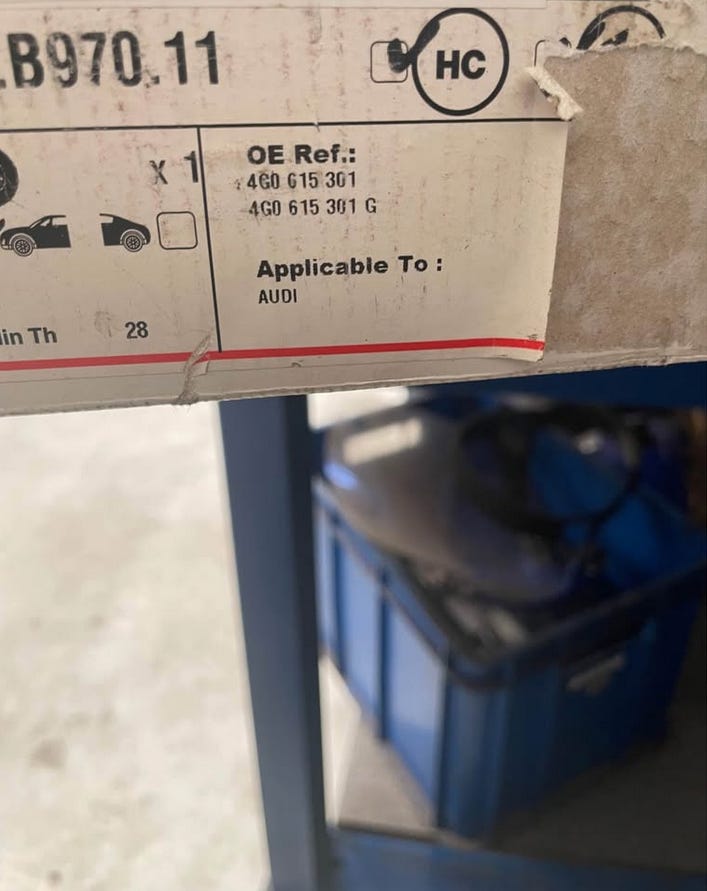 .B970.11
HC
x 1
OE Ref.:
4G0 615 301
4G0 615 301 G
Applicable To :
AUDI
in Th 28